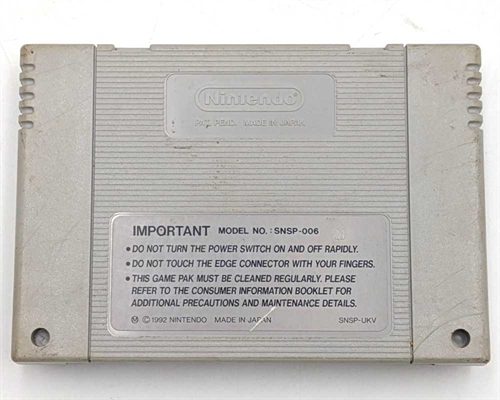 Nintendo
PAT. PEND. MADE IN JAPAN
IMPORTANT MODEL NO. : SNSP-006
• DO NOT TURN THE POWER SWITCH ON AND OFF RAPIDLY.
• DO NOT TOUCH THE EDGE CONNECTOR WITH YOUR FINGERS.
• THIS GAME PAK MUST BE CLEANED REGULARLY. PLEASE
REFER TO THE CONSUMER INFORMATION BOOKLET FOR
ADDITIONAL PRECAUTIONS AND MAINTENANCE DETAILS.
Ⓜ ©1992 NINTENDO MADE IN JAPAN SNSP-UKV